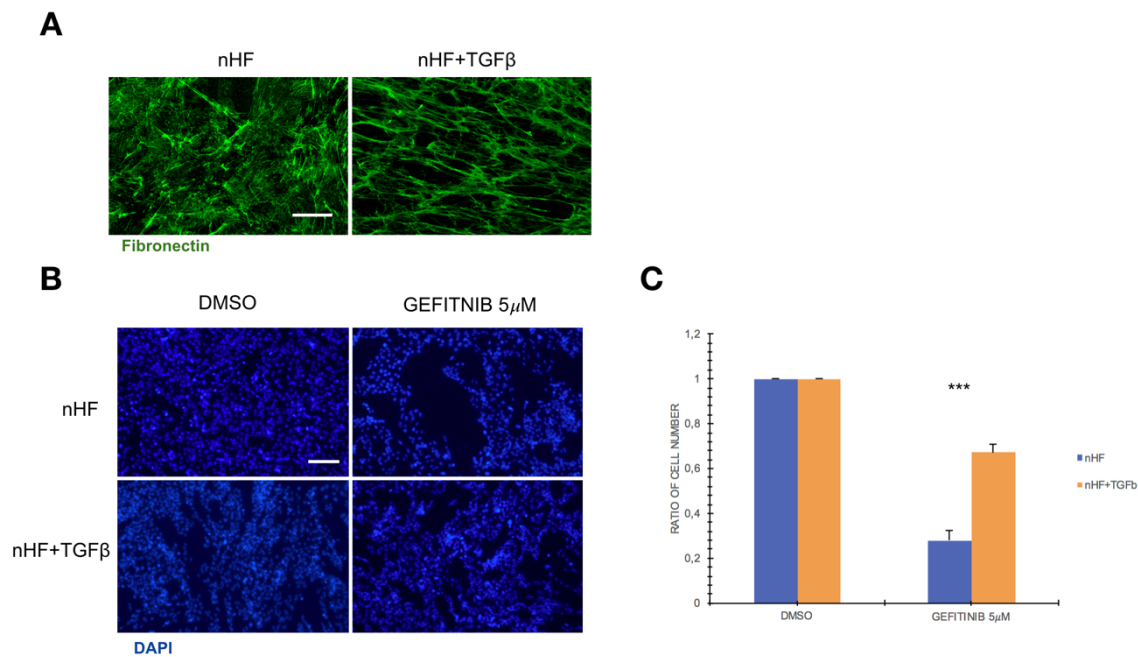 A
nHF
nHF+TGFβ
Fibronectin
B
DMSO
GEFITNIB 5μM
nHF
nHF+TGFβ
DAPI
C
1,2
1
0,8
0,6
0,4
0,2
0
RATIO OF CELL NUMBER
***
DMSO
GEFITINIB 5μM
nHF
nHF+TGFb